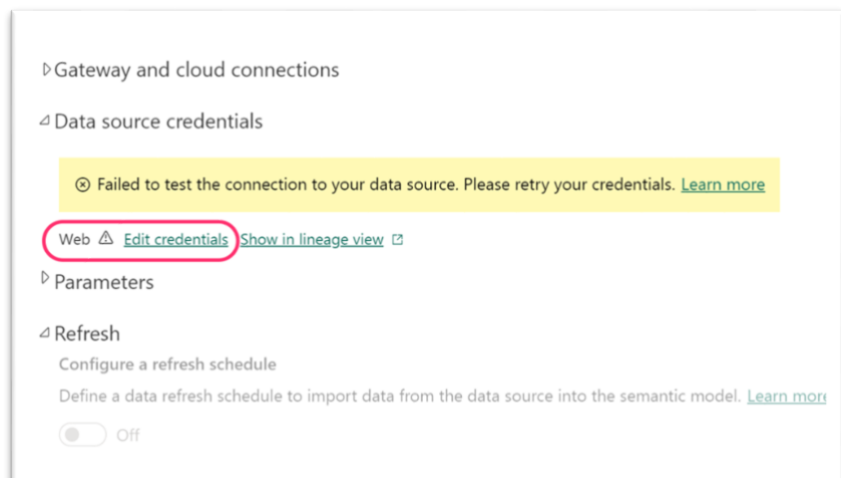 Gateway and cloud connections
Data source credentials
Failed to test the connection to your data source. Please retry your credentials. Learn more
Web Edit credentials Show in lineage view
Parameters
Refresh
Configure a refresh schedule
Define a data refresh schedule to import data from the data source into the semantic model. Learn more
Off